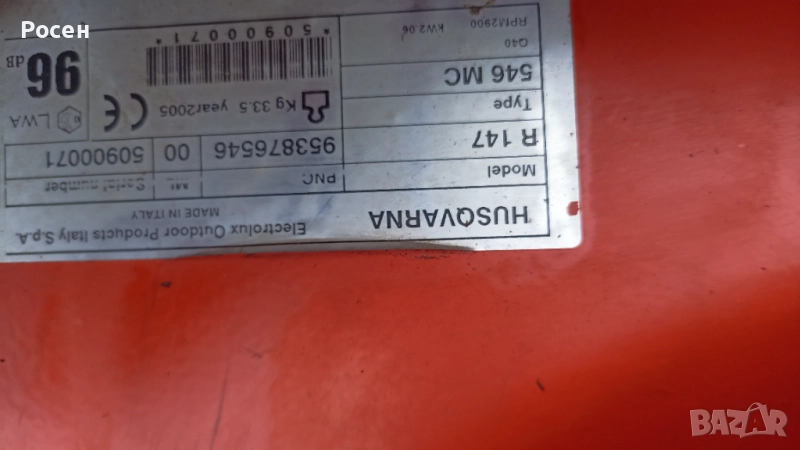 Росен
HUSQVARNA
Electrolux Outdoor Products Italy S.p.A.
MADE IN ITALY
Model
R 147
PNC
Serial number
953876546 00 50900071
Type
546 MC
Kg 33.5 year2005
CE
LWA
96 dB
*50900071*
Q40
RPM2900 kW2.06
BAZAR